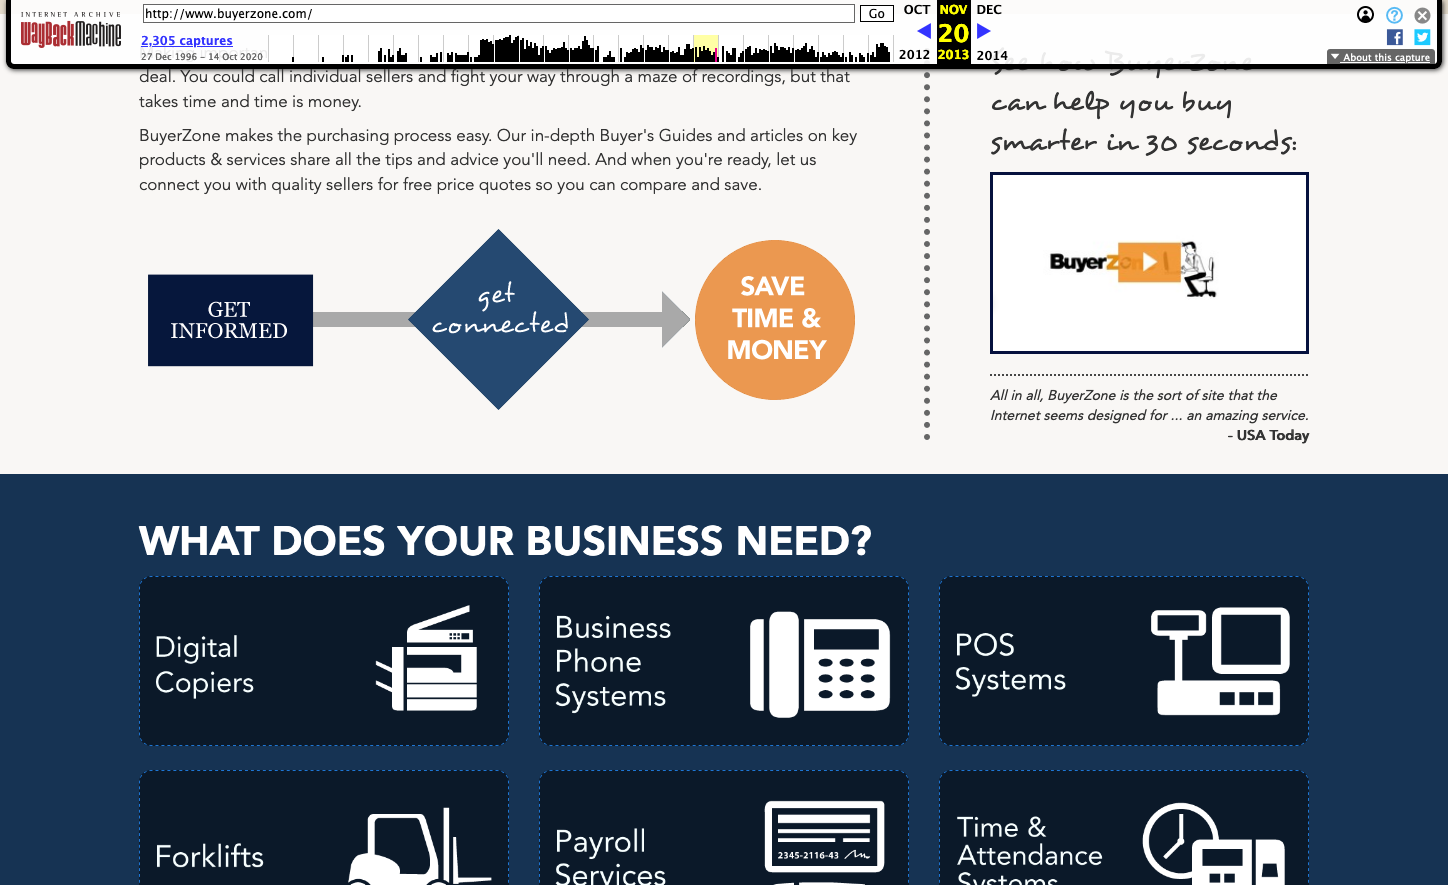 INTERNET ARCHIVE
WayBackMachine
http://www.buyerzone.com/
Go
2,305 captures
27 Dec 1996 – 14 Oct 2020
OCT NOV DEC
20
2012 2013 2014
About this capture
deal. You could call individual sellers and fight your way through a maze of recordings, but that
takes time and time is money.
BuyerZone makes the purchasing process easy. Our in-depth Buyer's Guides and articles on key
products & services share all the tips and advice you'll need. And when you're ready, let us
connect you with quality sellers for free price quotes so you can compare and save.
GET
INFORMED
get
connected
SAVE
TIME &
MONEY
see how BuyerZone
can help you buy
smarter in 30 seconds:
Buyer
All in all, BuyerZone is the sort of site that the
Internet seems designed for ... an amazing service.
- USA Today
WHAT DOES YOUR BUSINESS NEED?
Digital
Copiers
Business
Phone
Systems
POS
Systems
Forklifts
Payroll
Services
2345-2116-43
Time &
Attendance
Systems